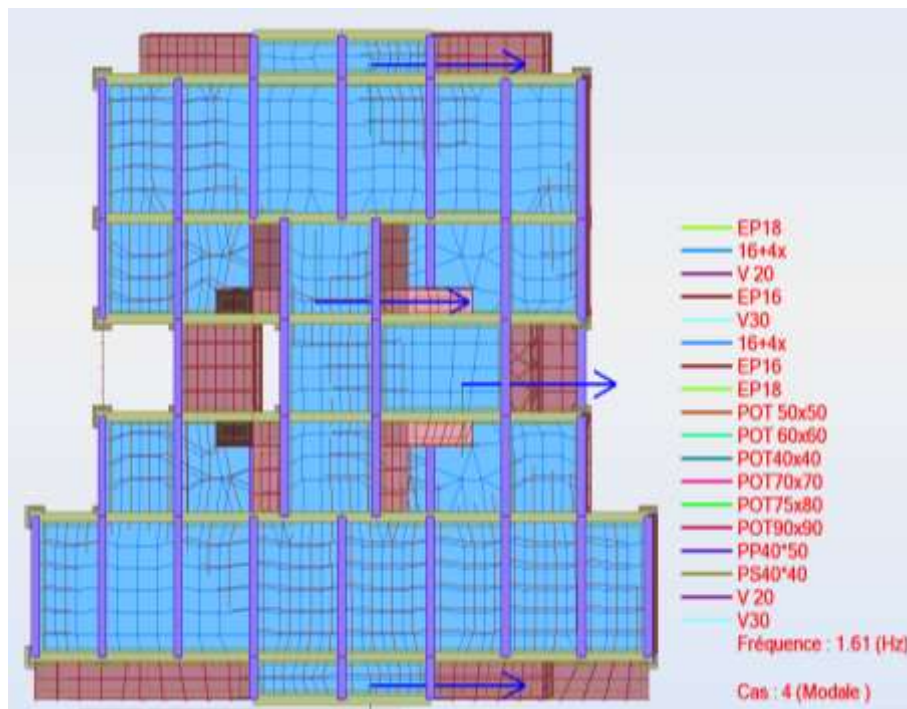 EP18
16+4x
V 20
EP16
V30
16+4x
EP16
EP18
POT 50x50
POT 60x60
POT40x40
POT70x70
POT75x80
POT90x90
PP40*50
PS40*40
V 20
V30
Fréquence : 1.61 (Hz)
Cas : 4 (Modale )